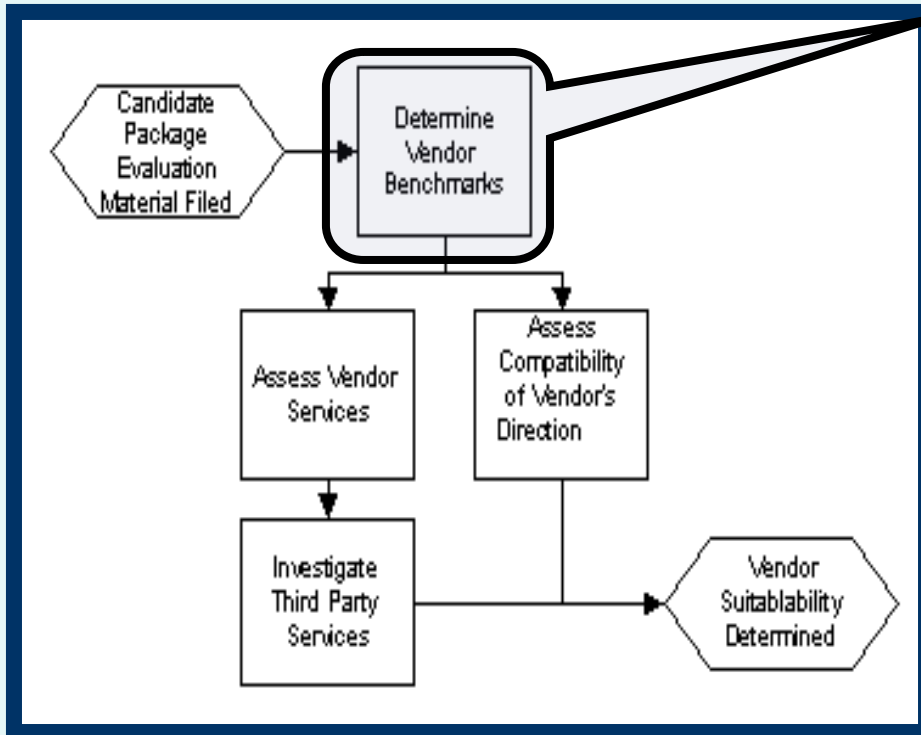 Candidate
Package
Evaluation
Material Filed
Determine
Vendor
Benchmarks
Assess Vendor
Services
Assess
Compatibility
of Vendor's
Direction
Investigate
Third Party
Services
Vendor
Suitablability
Determined